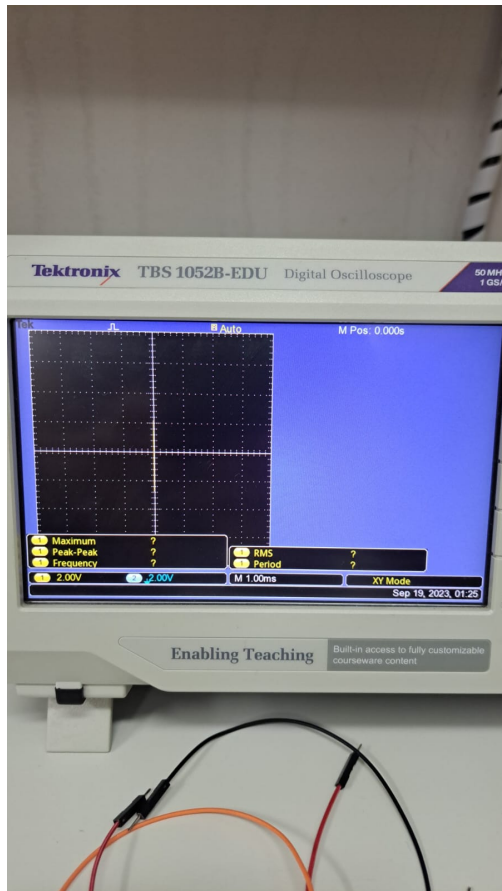 Tektronix TBS 1052B-EDU Digital Oscilloscope
50 MH
1 GS/
Tek Auto M Pos: 0.000s
1 Maximum ?
1 Peak-Peak ?
1 Frequency ?
1 RMS ?
1 Period ?
1 2.00V 2 2.00V M 1.00ms XY Mode
Sep 19, 2023, 01:25
Enabling Teaching
Built-in access to fully customizable
courseware content